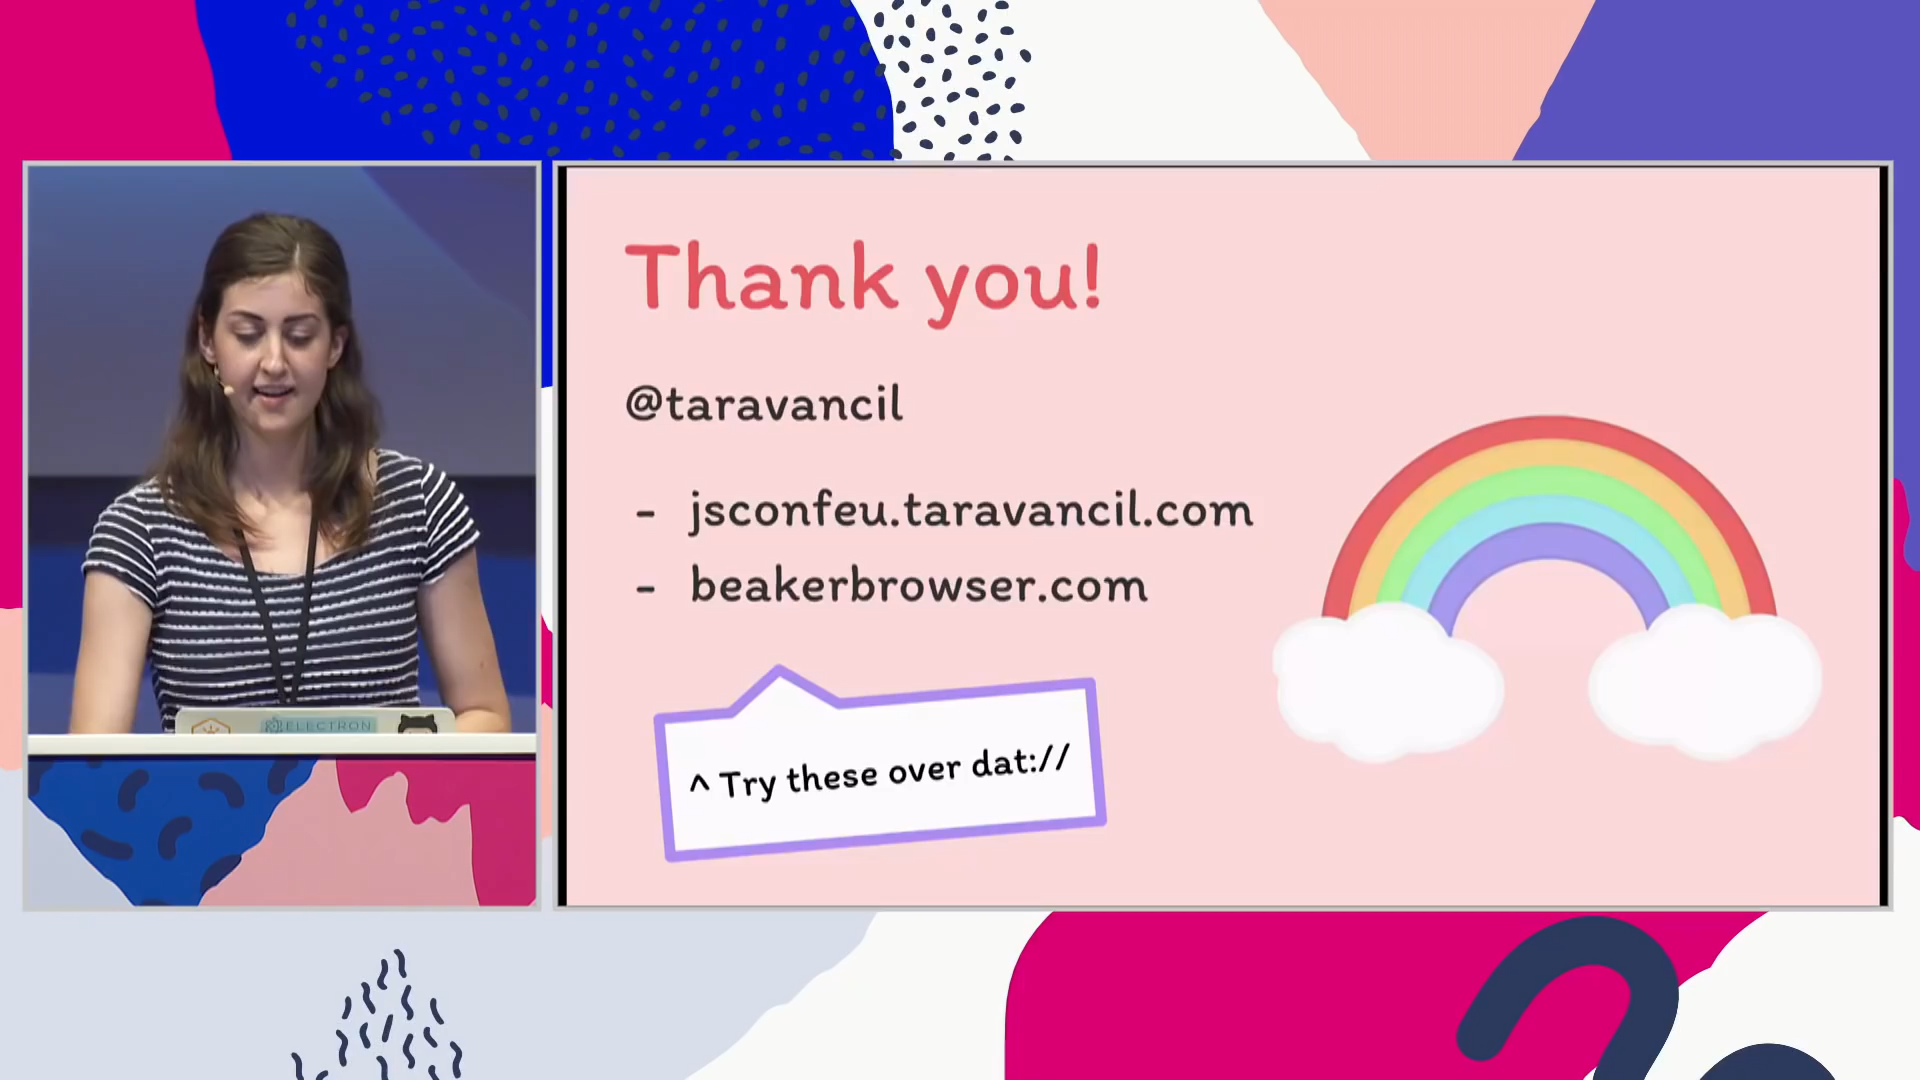 Thank you!
@taravancil
- jsconfeu.taravancil.com
- beakerbrowser.com
^ Try these over dat://
ELECTRON